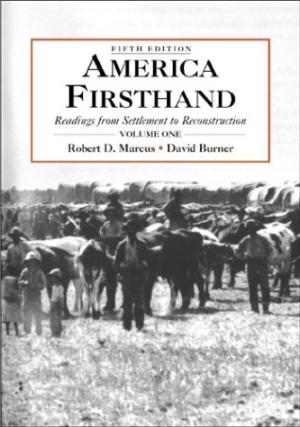 FIFTH EDITION
AMERICA
FIRSTHAND
Readings from Settlement to Reconstruction
VOLUME ONE
Robert D. Marcus • David Burner